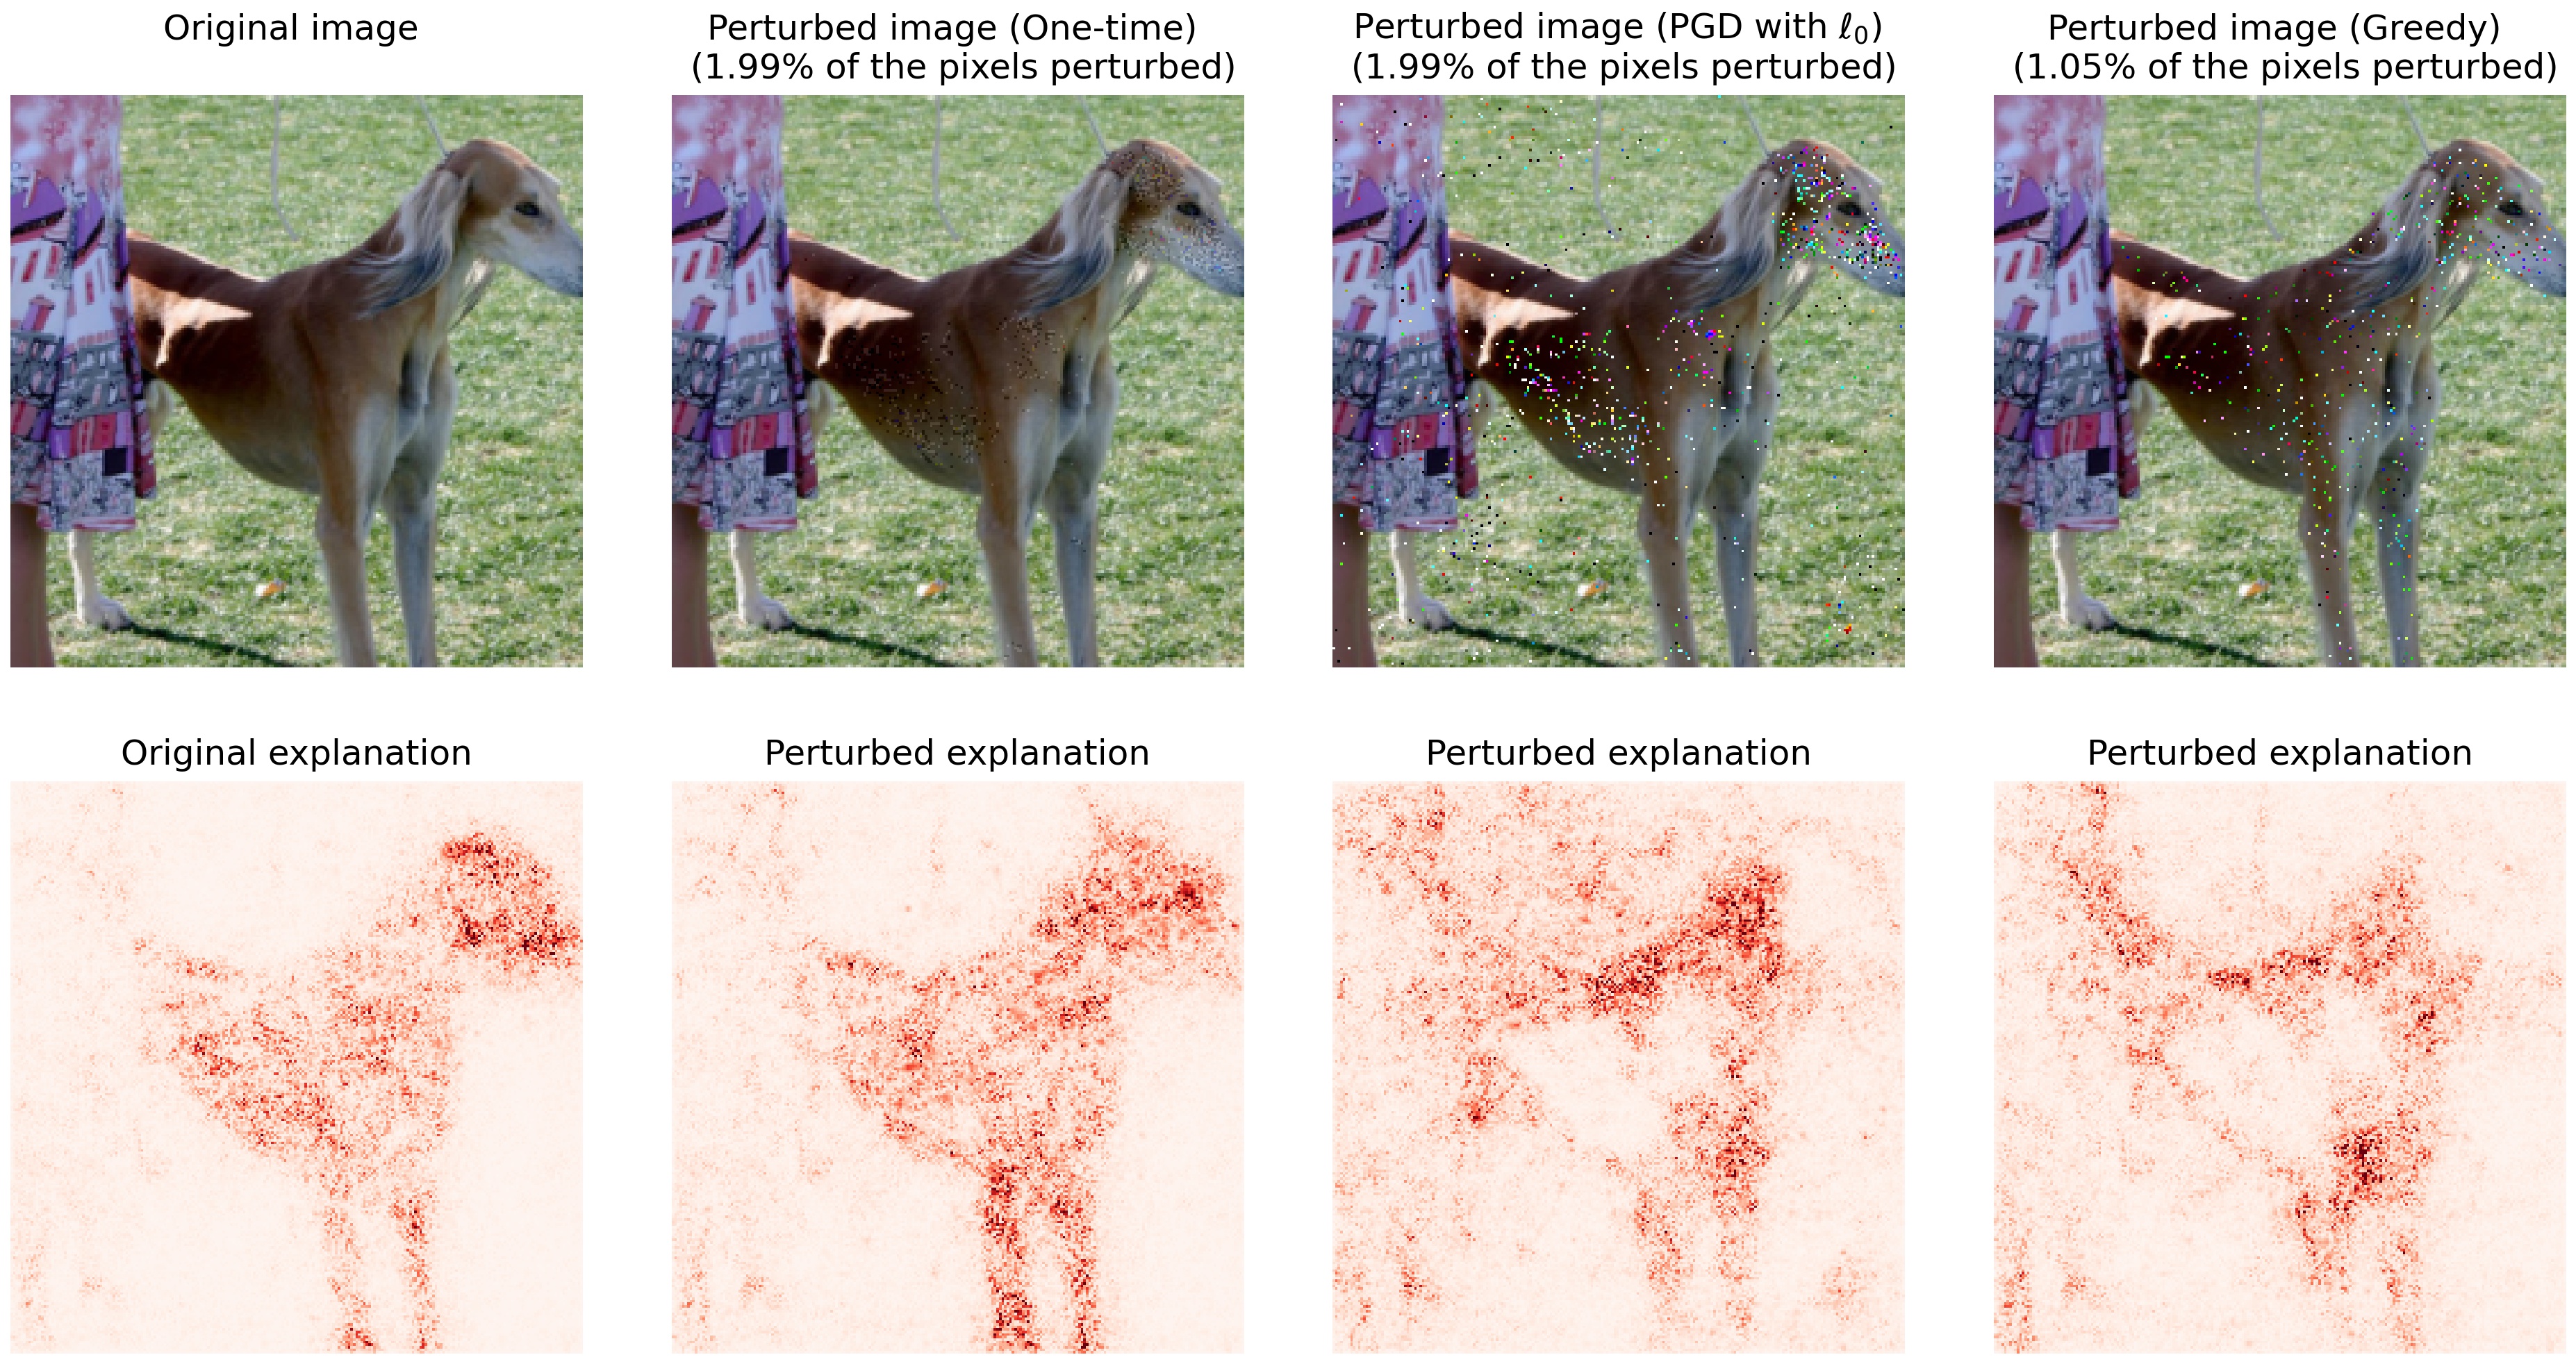 Original image
Perturbed image (One-time)
(1.99% of the pixels perturbed)
Perturbed image (PGD with ℓ₀)
(1.99% of the pixels perturbed)
Perturbed image (Greedy)
(1.05% of the pixels perturbed)
Original explanation
Perturbed explanation
Perturbed explanation
Perturbed explanation